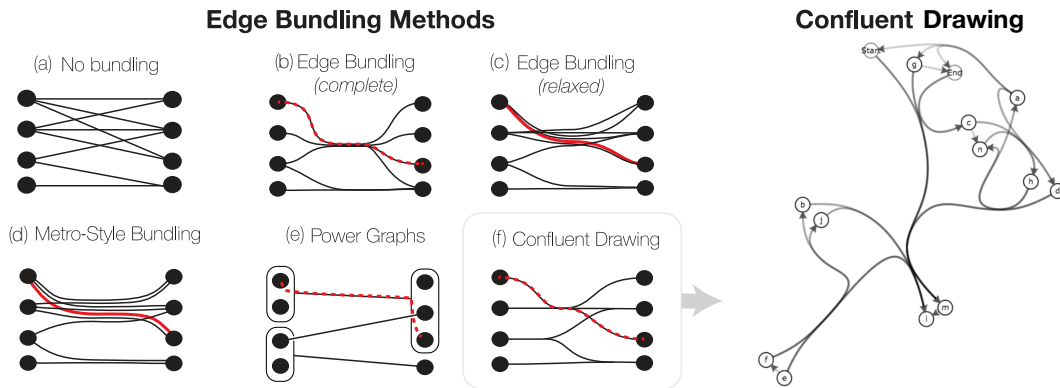 Edge Bundling Methods
Confluent Drawing
(a) No bundling
(b) Edge Bundling
(complete)
(c) Edge Bundling
(relaxed)
(d) Metro-Style Bundling
(e) Power Graphs
(f) Confluent Drawing
Start
g
End
a
c
n
h
d
b
j
i
m
f
e